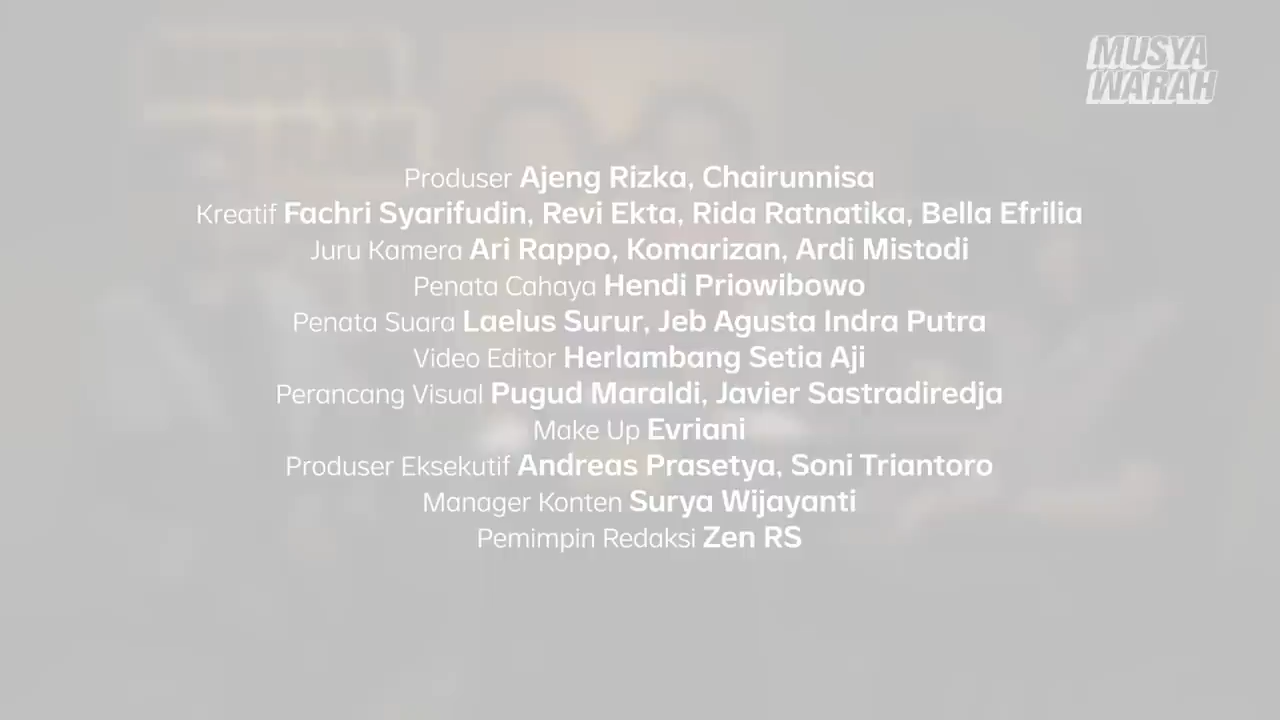 MUSYA
WARAH
Produser Ajeng Rizka, Chairunnisa
Kreatif Fachri Syarifudin, Revi Ekta, Rida Ratnatika, Bella Efrilia
Juru Kamera Ari Rappo, Komarizan, Ardi Mistodi
Penata Cahaya Hendi Priowibowo
Penata Suara Laelus Surur, Jeb Agusta Indra Putra
Video Editor Herlambang Setia Aji
Perancang Visual Pugud Maraldi, Javier Sastradiredja
Make Up Evriani
Produser Eksekutif Andreas Prasetya, Soni Triantoro
Manager Konten Surya Wijayanti
Pemimpin Redaksi Zen RS